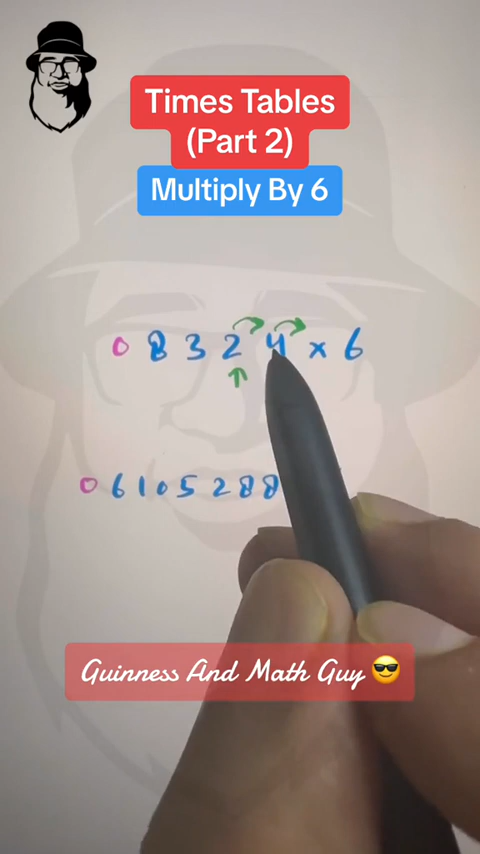 Times Tables
(Part 2)
Multiply By 6
0 8 3 2 4 x 6
0 6 1 0 5 2 8 8
Guinness And Math Guy 😎